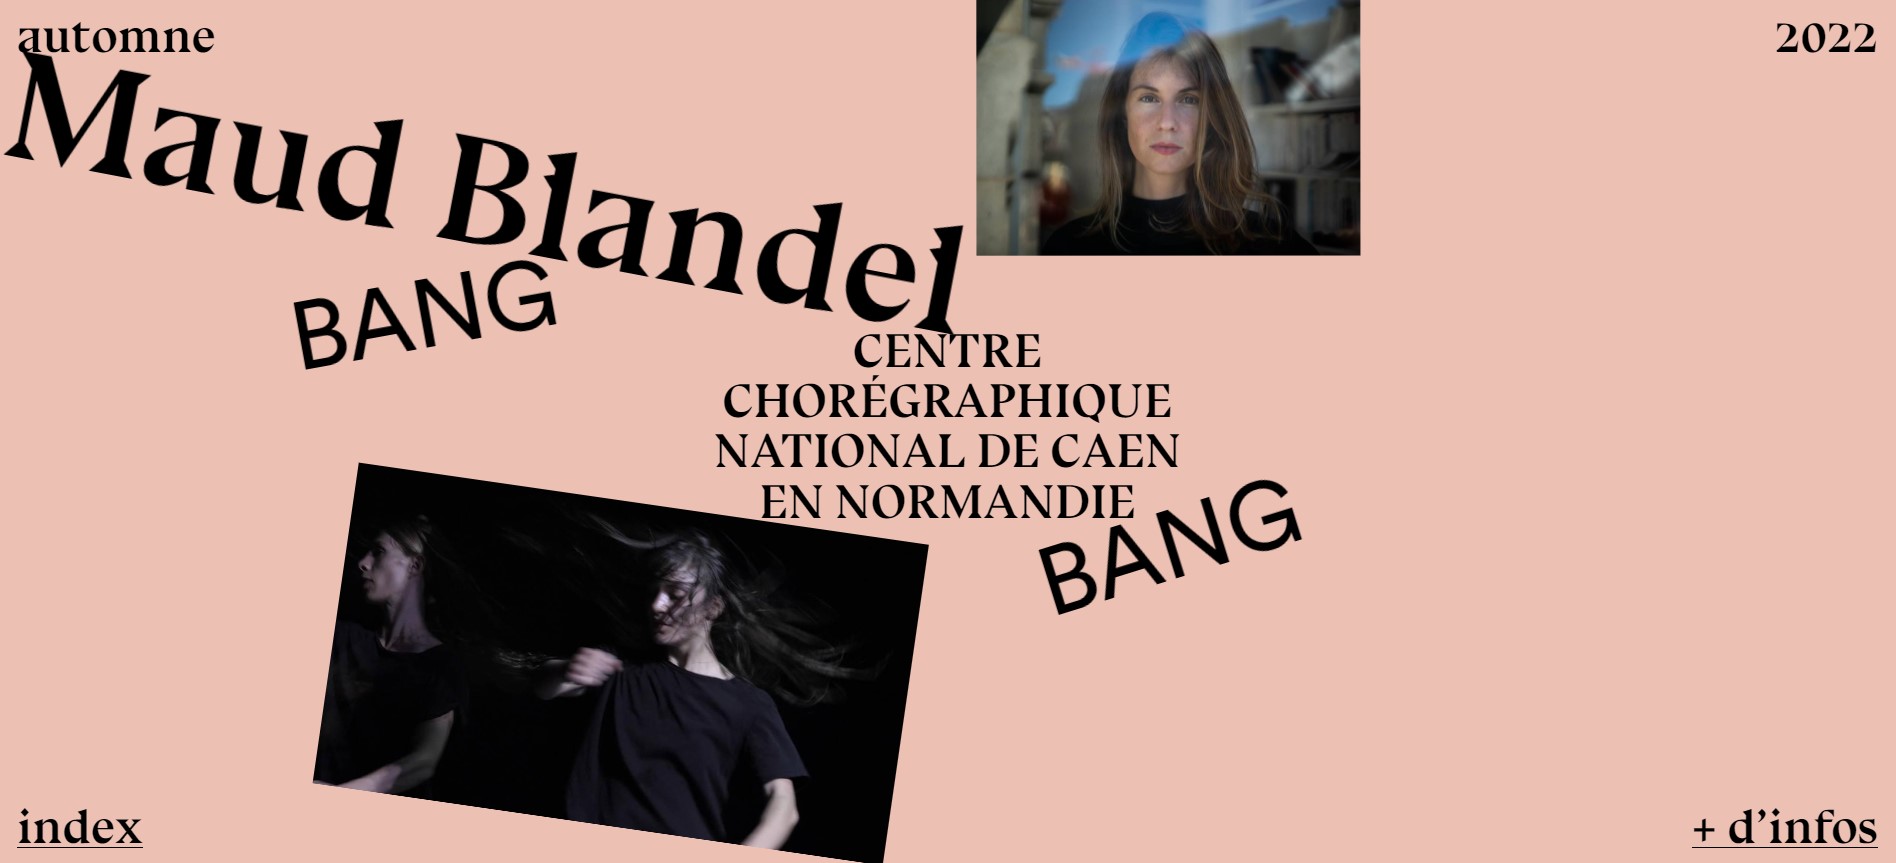 automne
2022
Maud Blandel
BANG
CENTRE
CHORÉGRAPHIQUE
NATIONAL DE CAEN
EN NORMANDIE
BANG
index
+ d’infos